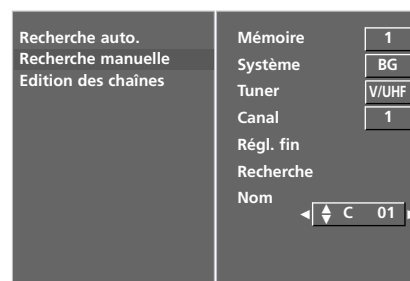 Recherche auto.
Recherche manuelle
Edition des chaînes
Mémoire 1
Système BG
Tuner V/UHF
Canal 1
Régl. fin
Recherche
Nom
C 01